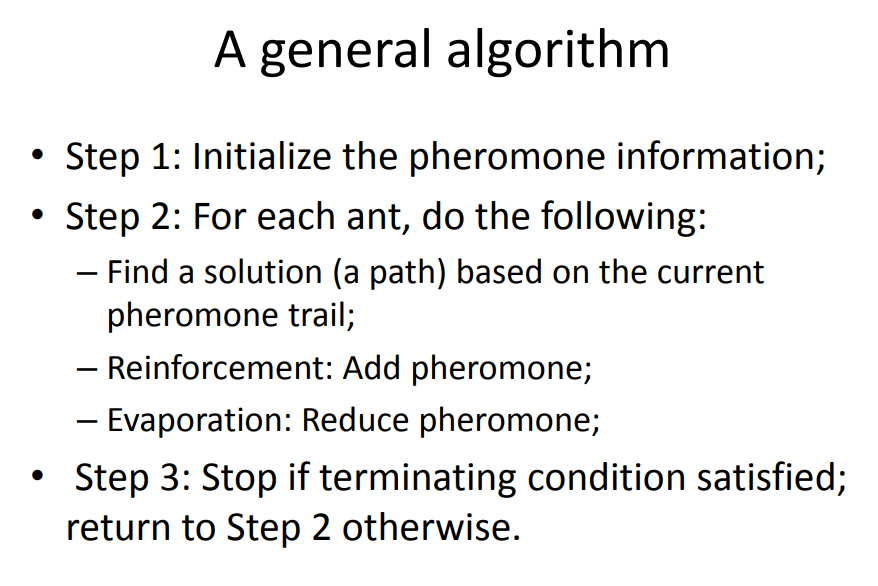 A general algorithm
• Step 1: Initialize the pheromone information;
• Step 2: For each ant, do the following:
– Find a solution (a path) based on the current
pheromone trail;
– Reinforcement: Add pheromone;
– Evaporation: Reduce pheromone;
• Step 3: Stop if terminating condition satisfied;
return to Step 2 otherwise.